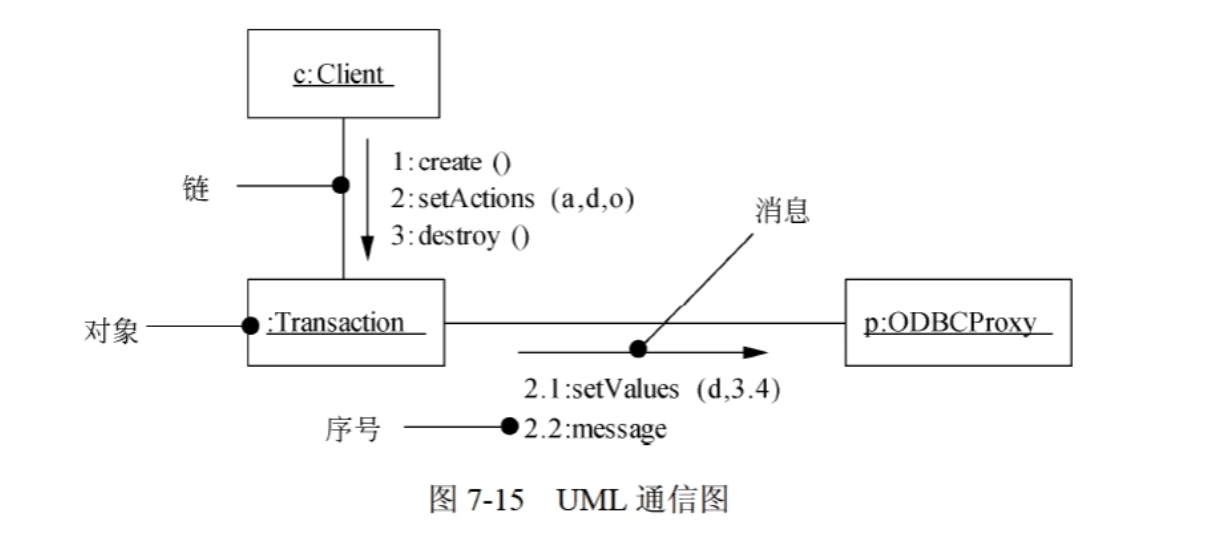 c:Client
1:create ()
链
2:setActions (a,d,o)
消息
3:destroy ()
对象
:Transaction
p:ODBCProxy
2.1:setValues (d,3.4)
序号
2.2:message
图 7-15 UML 通信图